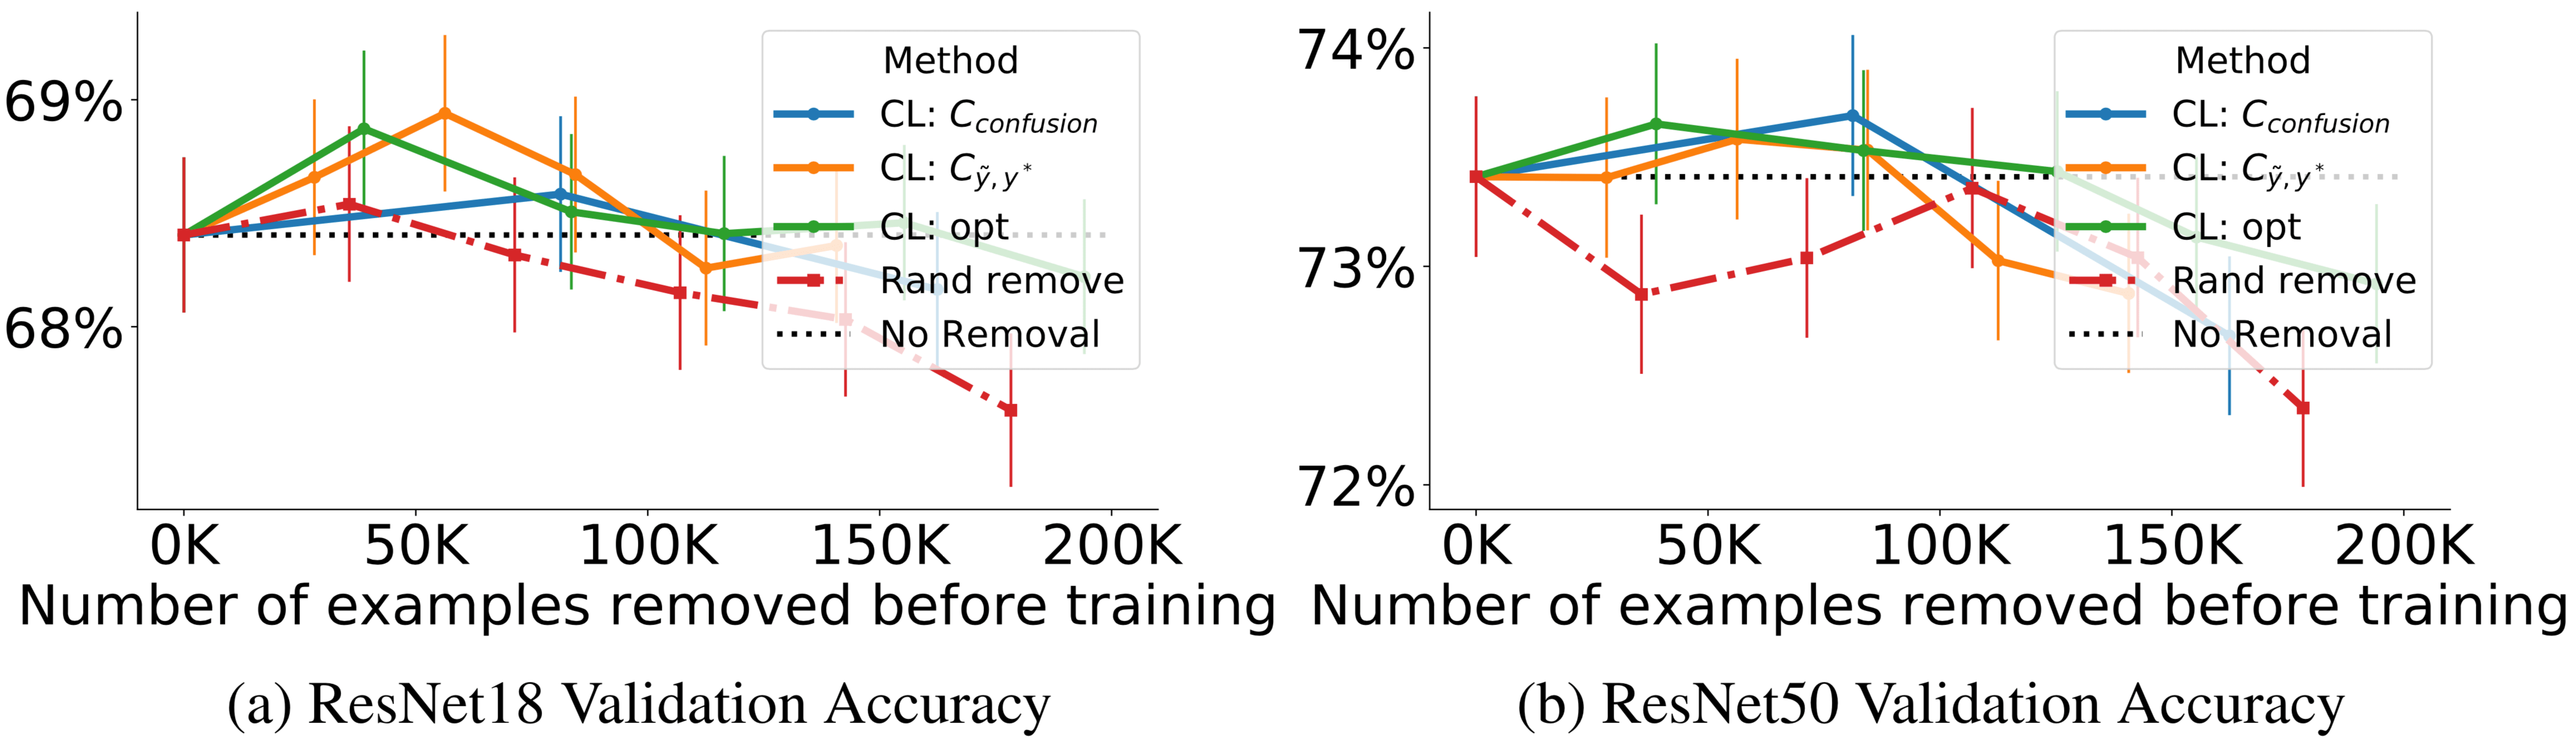 69%
68%
0K 50K 100K 150K 200K
Number of examples removed before training
Method
CL: C_confusion
CL: C_ỹ,y*
CL: opt
Rand remove
No Removal
(a) ResNet18 Validation Accuracy
74%
73%
72%
0K 50K 100K 150K 200K
Number of examples removed before training
Method
CL: C_confusion
CL: C_ỹ,y*
CL: opt
Rand remove
No Removal
(b) ResNet50 Validation Accuracy